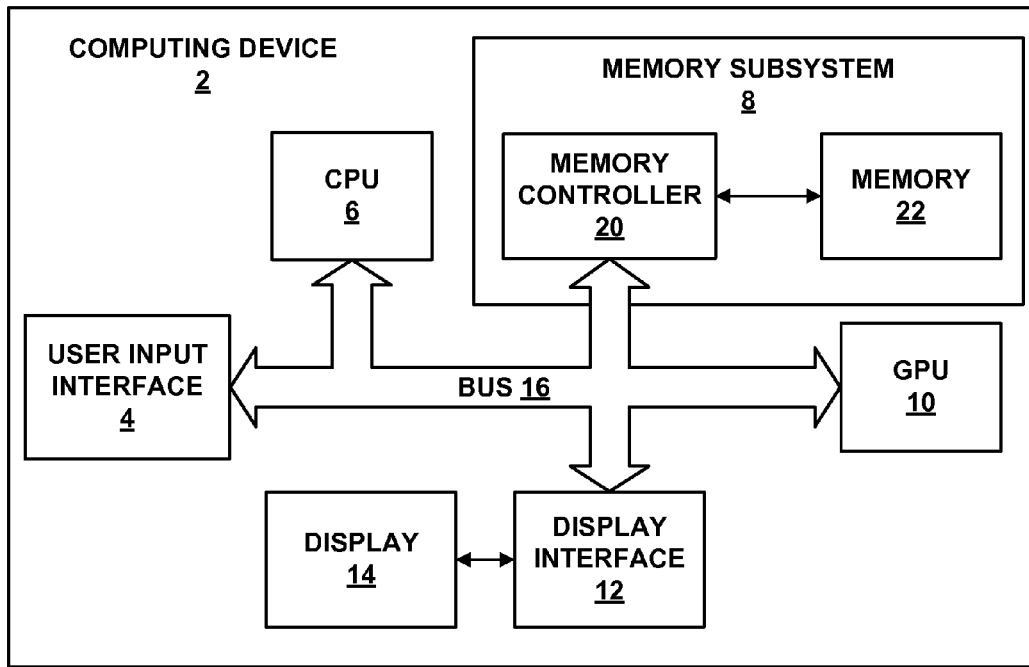 COMPUTING DEVICE
2
MEMORY SUBSYSTEM
8
CPU
6
MEMORY
CONTROLLER
20
MEMORY
22
USER INPUT
INTERFACE
4
BUS 16
GPU
10
DISPLAY
14
DISPLAY
INTERFACE
12